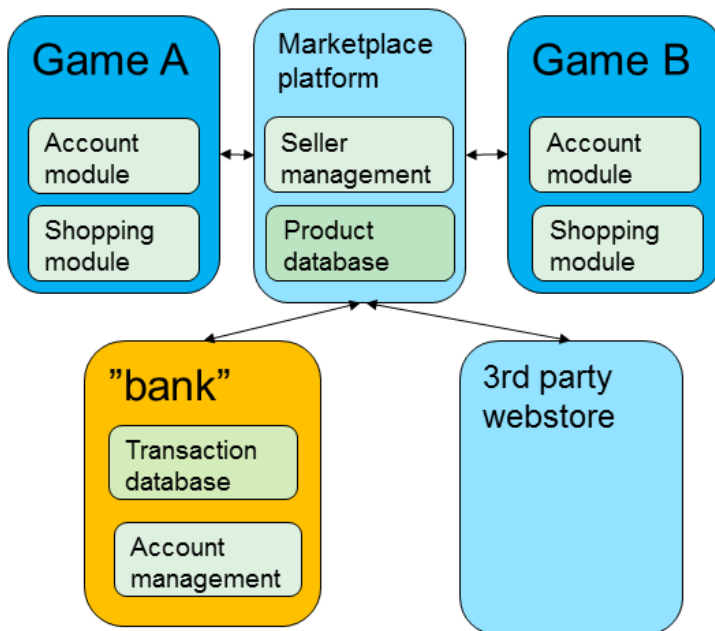 Game A
Account
module
Shopping
module
Marketplace
platform
Seller
management
Product
database
Game B
Account
module
Shopping
module
”bank”
Transaction
database
Account
management
3rd party
webstore